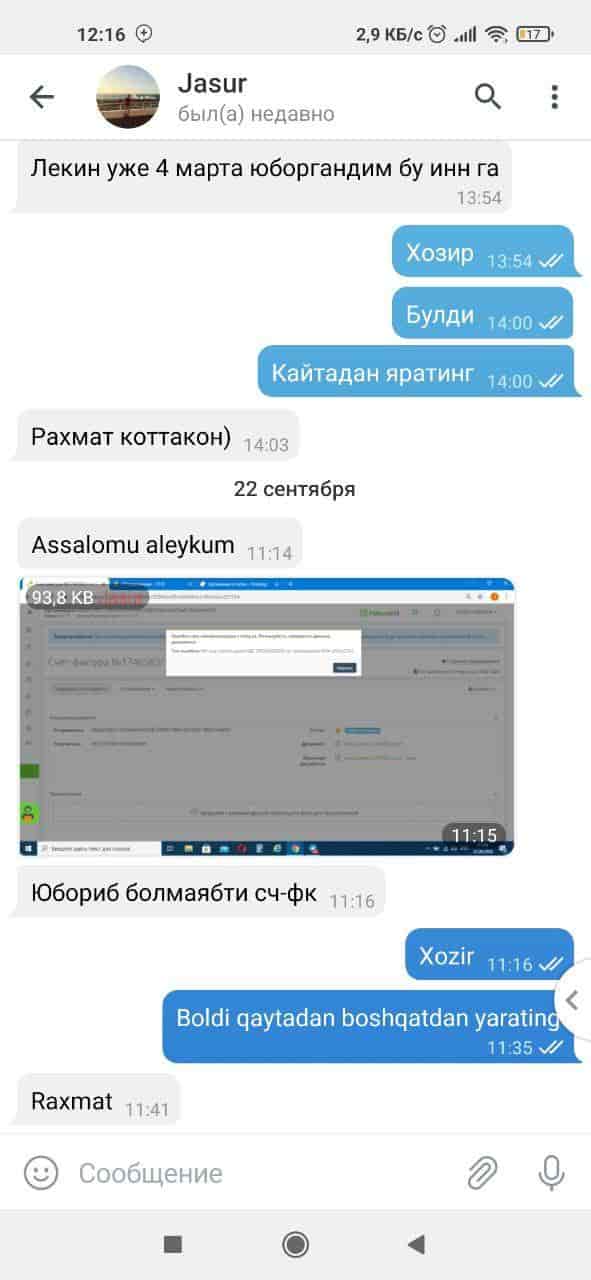 12:16
2,9 КБ/с
17
Jasur
был(а) недавно
Лекин уже 4 марта юборгандим бу инн га
13:54
Хозир 13:54
Булди 14:00
Кайтадан яратинг 14:00
Рахмат коттакон) 14:03
22 сентября
Assalomu aleykum 11:14
93,8 KB
Счет-фактура
11:15
Юбориб болмаябти сч-фк 11:16
Xozir 11:16
Boldi qaytadan boshqatdan yarating
11:35
Raxmat 11:41
Сообщение